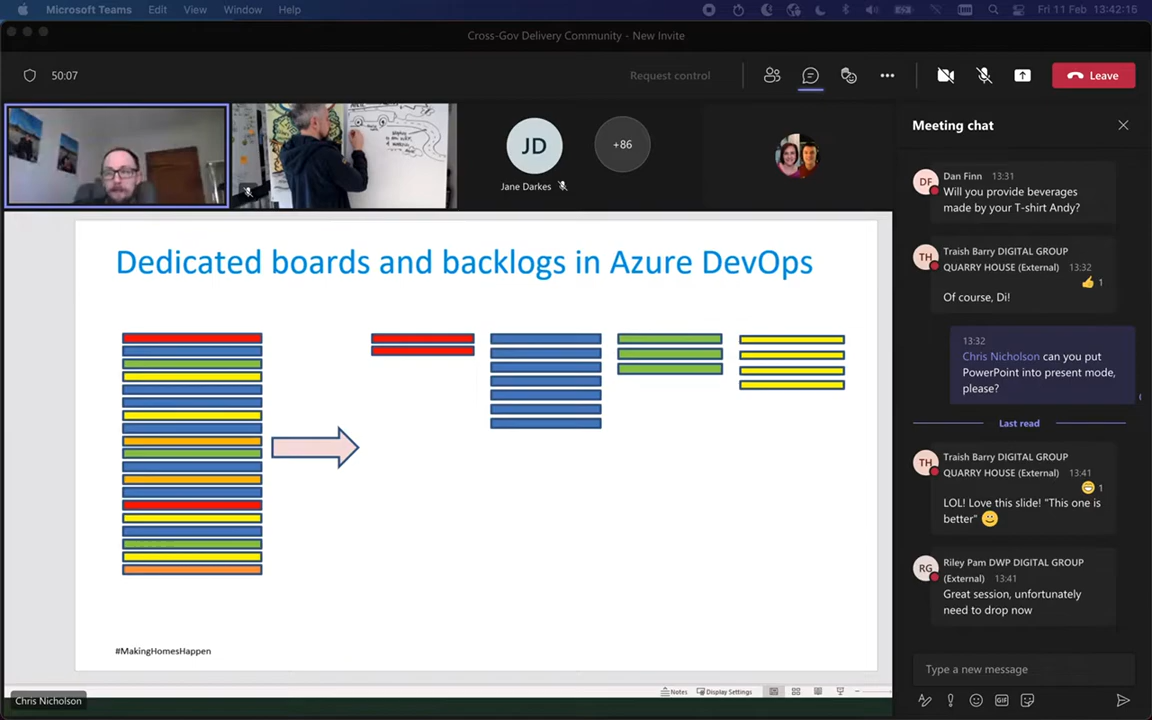 Microsoft Teams Edit View Window Help Fri 11 Feb 13:42:15
Cross-Gov Delivery Community - New Invite
50:07 Request control Leave
JD
+86
Jane Darkes
Dedicated boards and backlogs in Azure DevOps
#MakingHomesHappen
Notes Display Settings
Chris Nicholson
Meeting chat
DF
Dan Finn 13:31
Will you provide beverages
made by your T-shirt Andy?
TH
Traish Barry DIGITAL GROUP
QUARRY HOUSE (External) 13:32
1
Of course, Di!
13:32
Chris Nicholson can you put
PowerPoint into present mode,
please?
Last read
TH
Traish Barry DIGITAL GROUP
QUARRY HOUSE (External) 13:41
1
LOL! Love this slide! "This one is
better"
RG
Riley Pam DWP DIGITAL GROUP
(External) 13:41
Great session, unfortunately
need to drop now
Type a new message
GIF